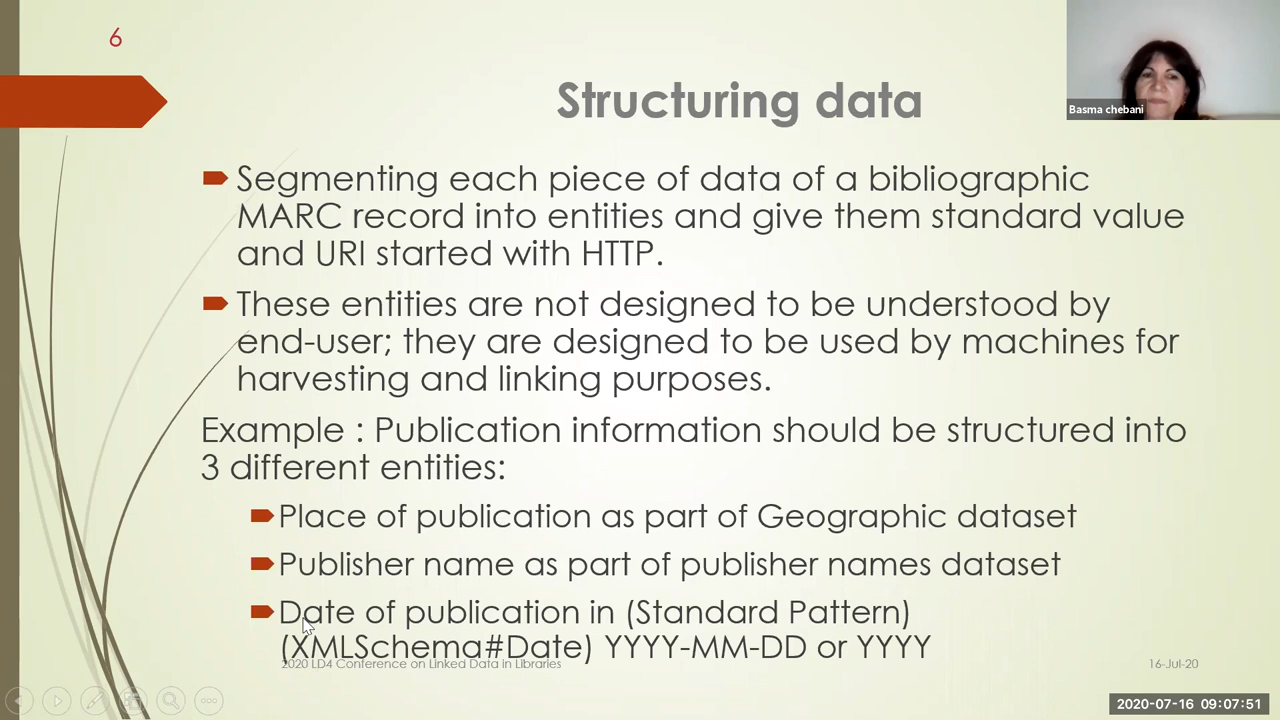 6
Structuring data
Basma chebani
Segmenting each piece of data of a bibliographic
MARC record into entities and give them standard value
and URI started with HTTP.
These entities are not designed to be understood by
end-user; they are designed to be used by machines for
harvesting and linking purposes.
Example : Publication information should be structured into
3 different entities:
Place of publication as part of Geographic dataset
Publisher name as part of publisher names dataset
Date of publication in (Standard Pattern)
(XMLSchema#Date) YYYY-MM-DD or YYYY
2020 LD4 Conference on Linked Data in Libraries
16-Jul-20
2020-07-16 09:07:51